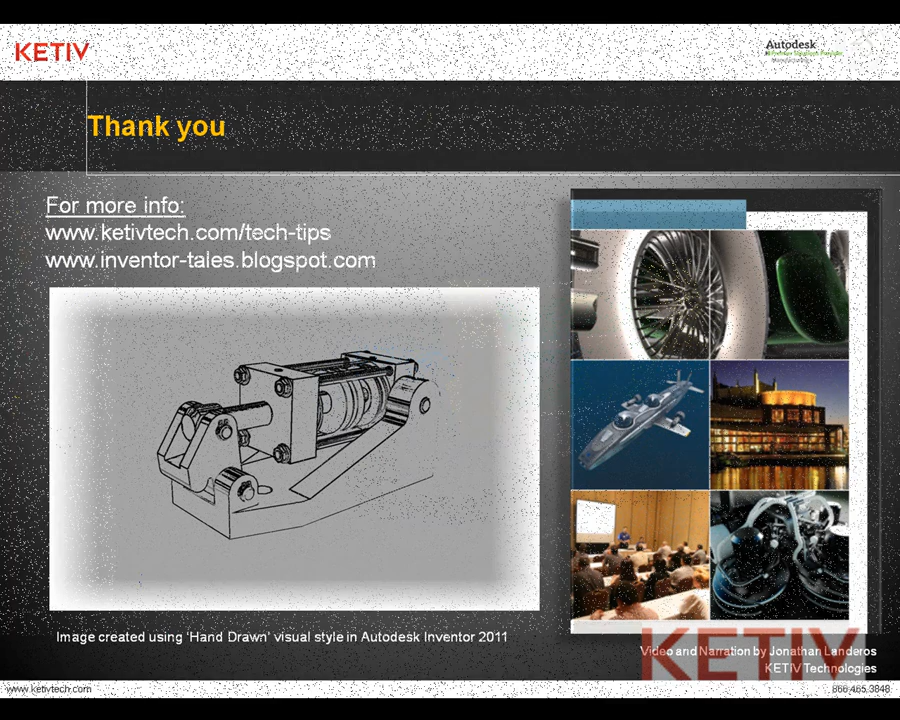 KETIV
Autodesk
Thank you
For more info:
www.ketivtech.com/tech-tips
www.inventor-tales.blogspot.com
Image created using 'Hand Drawn' visual style in Autodesk Inventor 2011
KETIV
Video and Narration by Jonathan Landeros
KETIV Technologies
www.ketivtech.com
866.465.3848